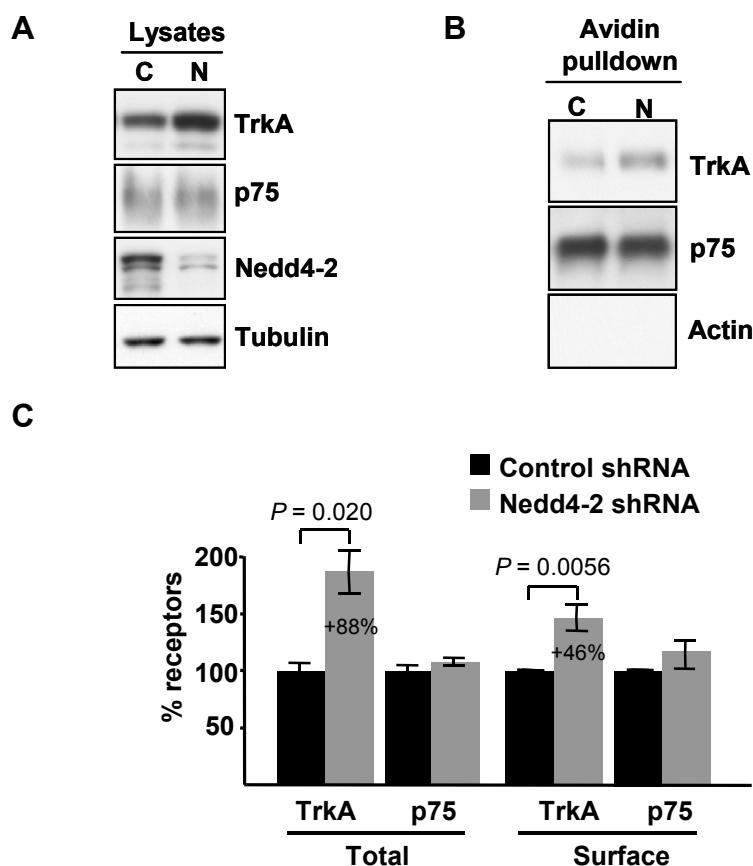 A
Lysates
C N
TrkA
p75
Nedd4-2
Tubulin
B
Avidin
pulldown
C N
TrkA
p75
Actin
C
Control shRNA
Nedd4-2 shRNA
P = 0.020
P = 0.0056
200
150
100
50
% receptors
+88%
+46%
TrkA p75 TrkA p75
Total Surface